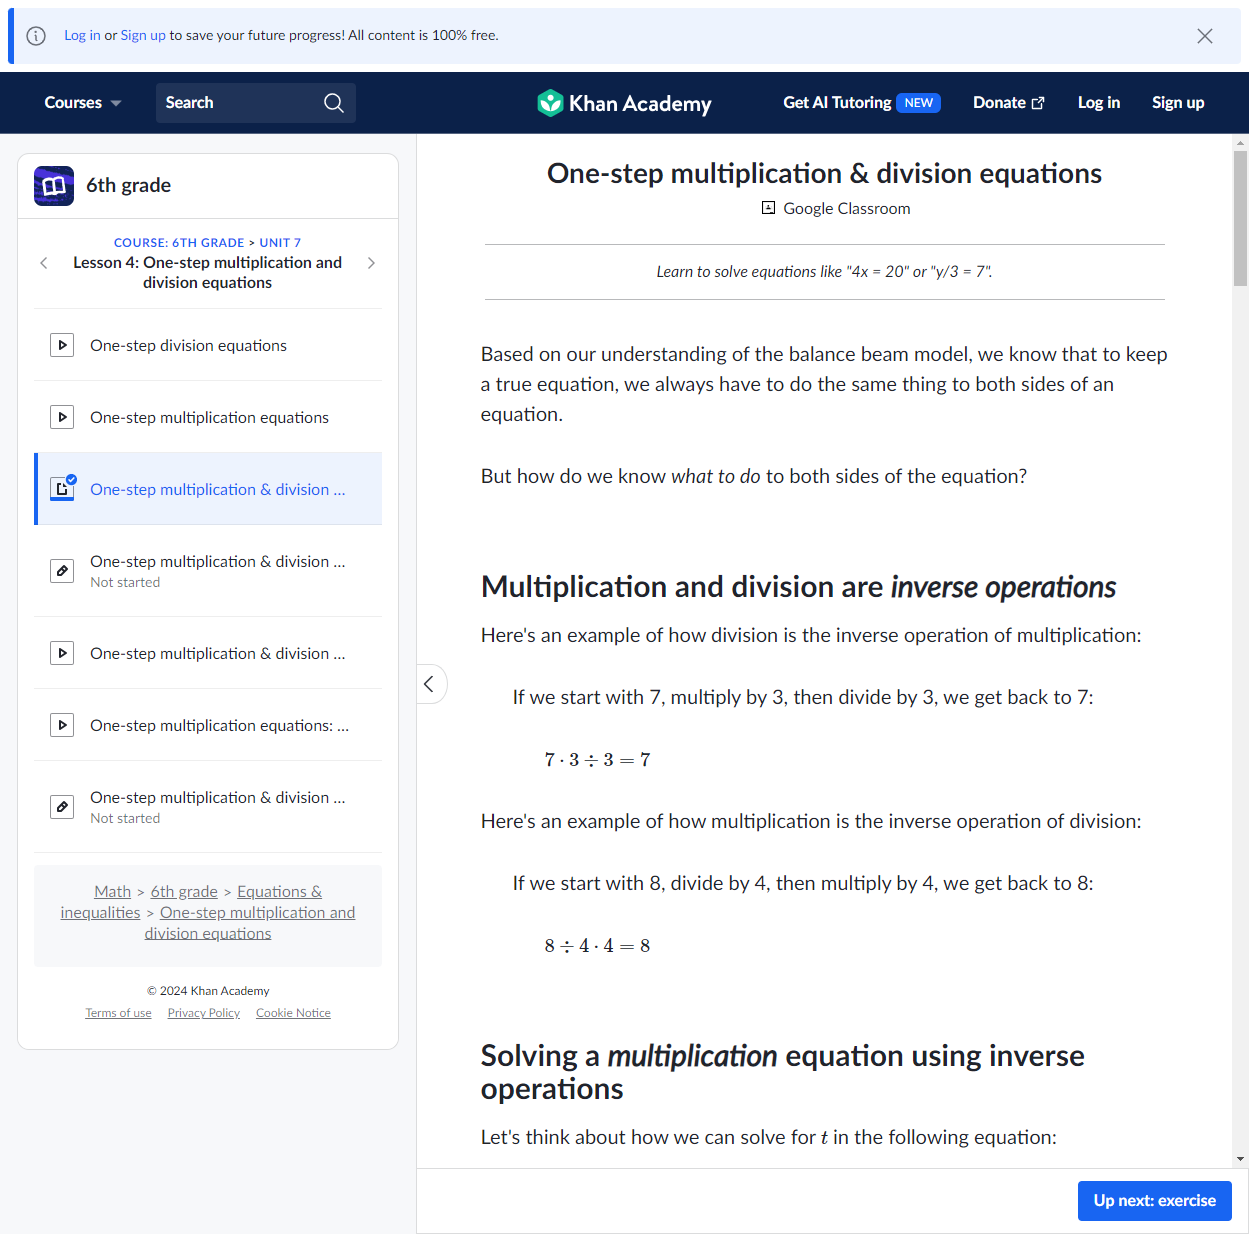 Log in or Sign up to save your future progress! All content is 100% free.
Courses
Search
Khan Academy
Get AI Tutoring NEW
Donate
Log in
Sign up
6th grade
COURSE: 6TH GRADE > UNIT 7
Lesson 4: One-step multiplication and
division equations
One-step division equations
One-step multiplication equations
One-step multiplication & division ...
One-step multiplication & division ...
Not started
One-step multiplication & division ...
One-step multiplication equations: ...
One-step multiplication & division ...
Not started
Math > 6th grade > Equations &
inequalities > One-step multiplication and
division equations
© 2024 Khan Academy
Terms of use Privacy Policy Cookie Notice
One-step multiplication & division equations
Google Classroom
Learn to solve equations like "4x = 20" or "y/3 = 7".
Based on our understanding of the balance beam model, we know that to keep
a true equation, we always have to do the same thing to both sides of an
equation.
But how do we know what to do to both sides of the equation?
Multiplication and division are inverse operations
Here's an example of how division is the inverse operation of multiplication:
If we start with 7, multiply by 3, then divide by 3, we get back to 7:
7 · 3 ÷ 3 = 7
Here's an example of how multiplication is the inverse operation of division:
If we start with 8, divide by 4, then multiply by 4, we get back to 8:
8 ÷ 4 · 4 = 8
Solving a multiplication equation using inverse
operations
Let's think about how we can solve for t in the following equation:
Up next: exercise